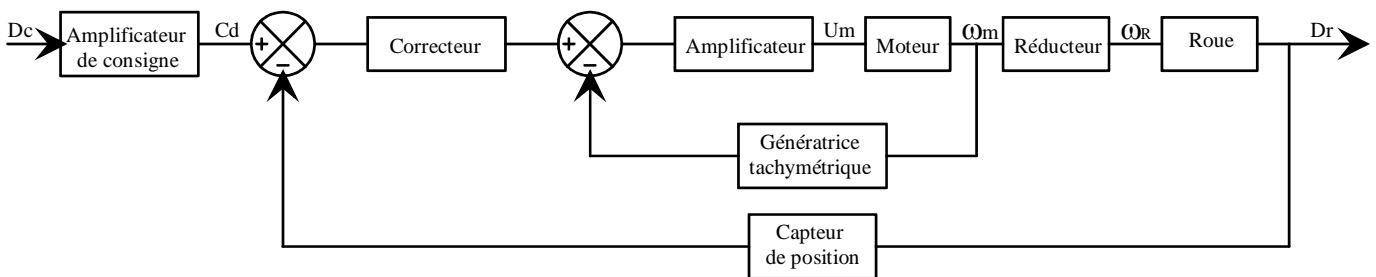 Dc
Amplificateur
de consigne
Cd
+
−
Correcteur
+
−
Amplificateur
Um
Moteur
ωm
Réducteur
ωR
Roue
Dr
Génératrice
tachymétrique
Capteur
de position